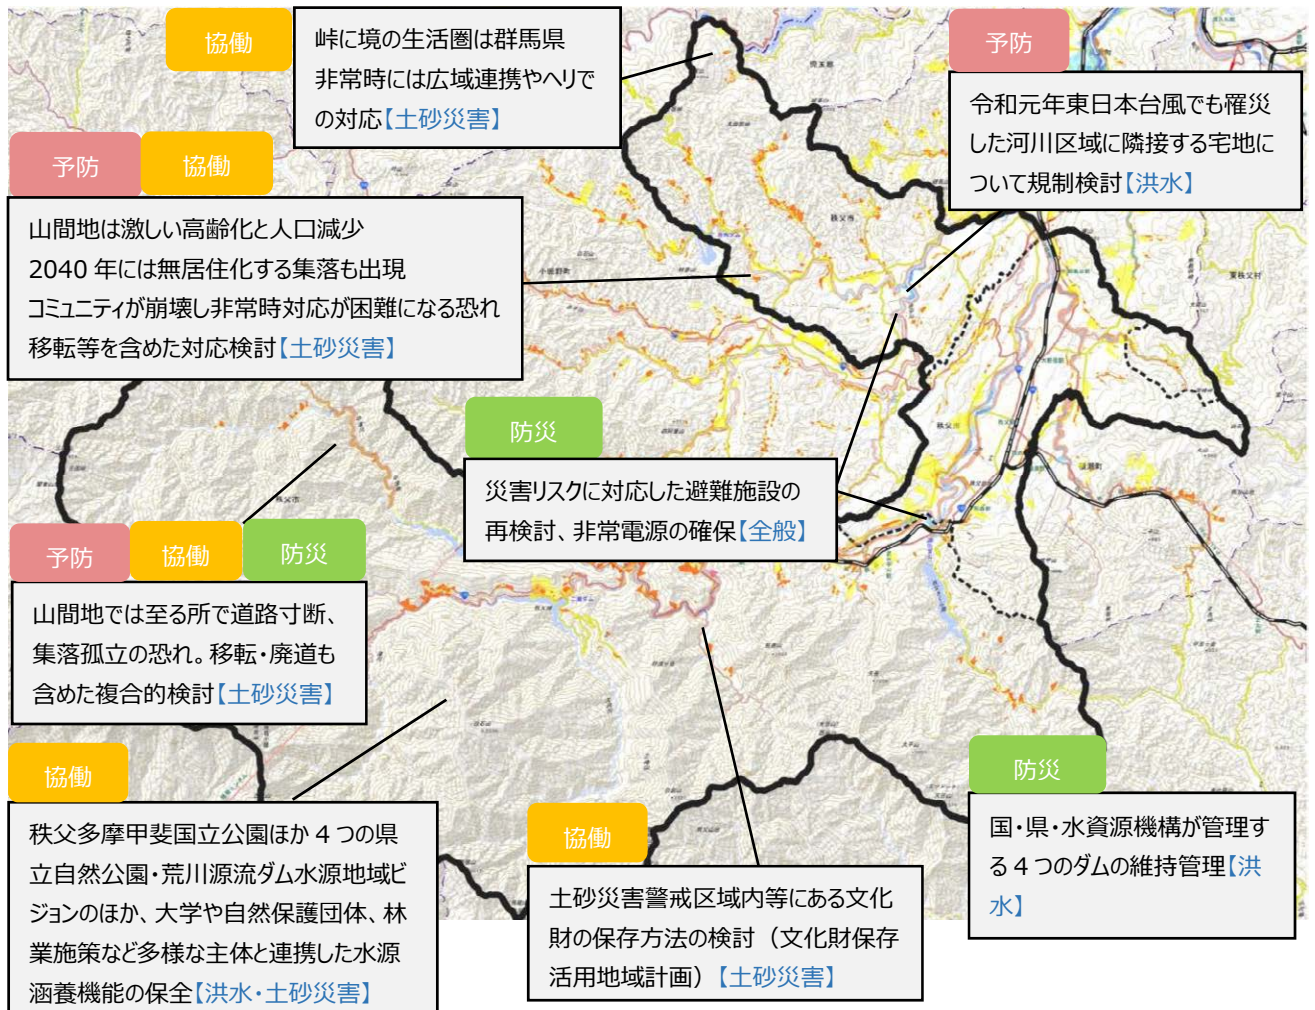 協働
峠に境の生活圏は群馬県
非常時には広域連携やヘリで
の対応【土砂災害】
予防
令和元年東日本台風でも罹災
した河川区域に隣接する宅地に
ついて規制検討【洪水】
予防
協働
山間地は激しい高齢化と人口減少
2040 年には無居住化する集落も出現
コミュニティが崩壊し非常時対応が困難になる恐れ
移転等を含めた対応検討【土砂災害】
秩父市
小鹿野町
東秩父村
防災
災害リスクに対応した避難施設の
再検討、非常電源の確保【全般】
秩父市
予防
協働
防災
山間地では至る所で道路寸断、
集落孤立の恐れ。移転・廃道も
含めた複合的検討【土砂災害】
協働
秩父多摩甲斐国立公園ほか 4 つの県
立自然公園・荒川源流ダム水源地域ビ
ジョンのほか、大学や自然保護団体、林
業施策など多様な主体と連携した水源
涵養機能の保全【洪水・土砂災害】
協働
土砂災害警戒区域内等にある文化
財の保存方法の検討（文化財保存
活用地域計画）【土砂災害】
防災
国・県・水資源機構が管理す
る 4 つのダムの維持管理【洪
水】